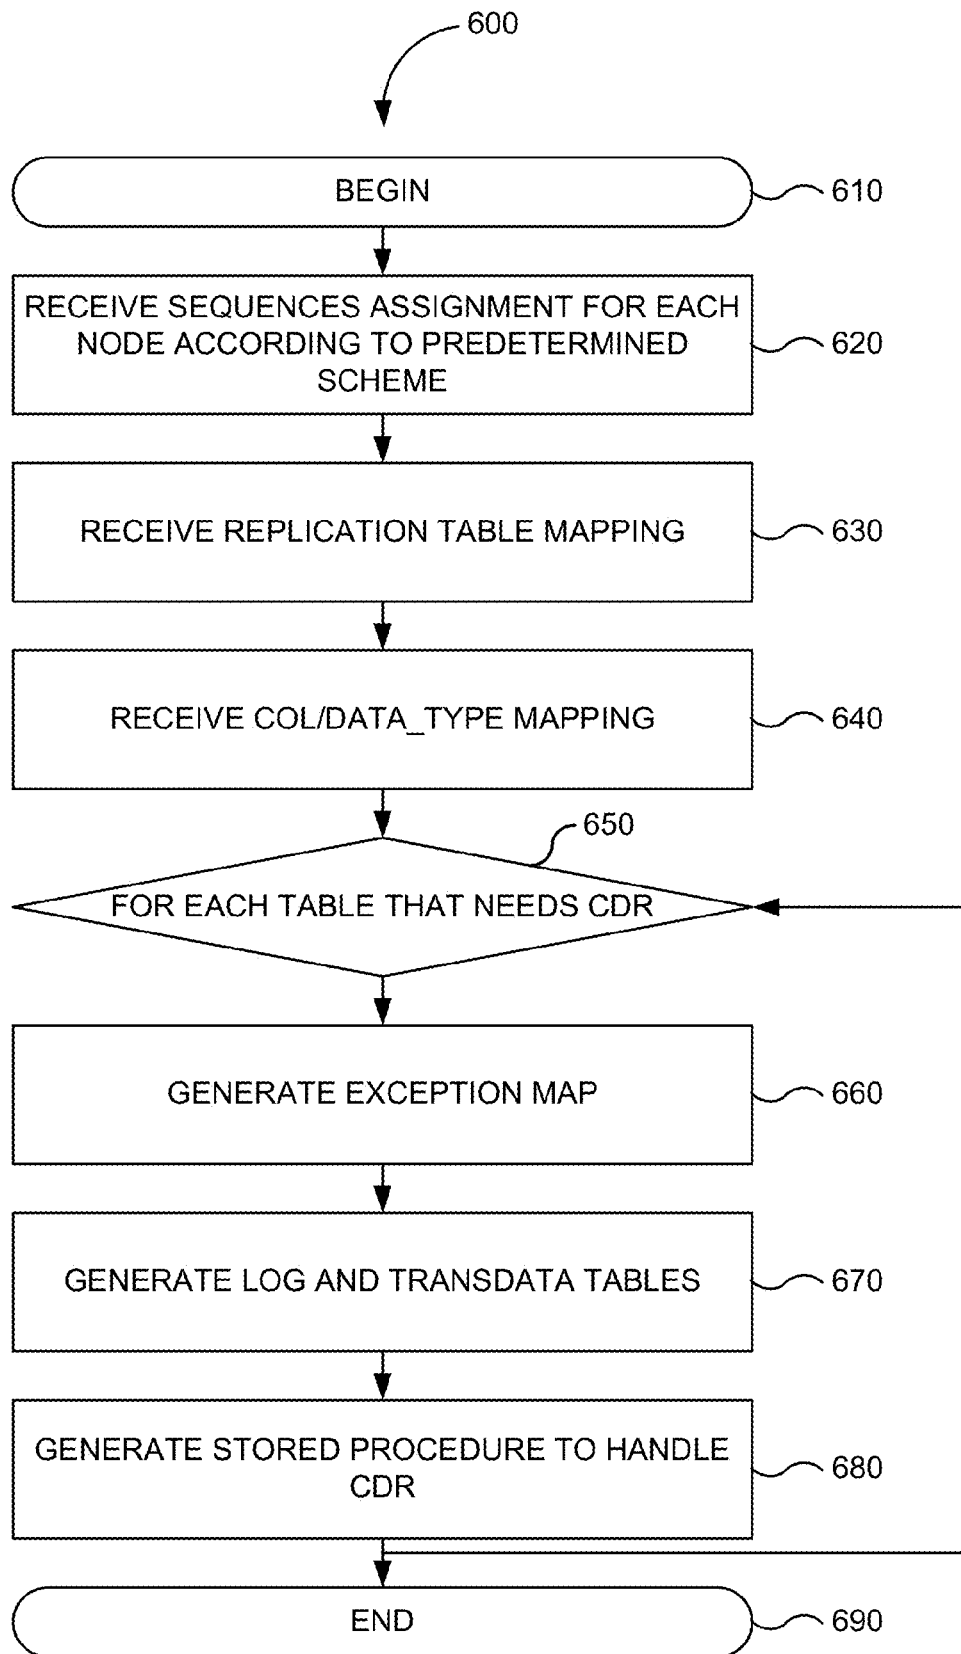 600
BEGIN
610
RECEIVE SEQUENCES ASSIGNMENT FOR EACH
NODE ACCORDING TO PREDETERMINED
SCHEME
620
RECEIVE REPLICATION TABLE MAPPING
630
RECEIVE COL/DATA_TYPE MAPPING
640
650
FOR EACH TABLE THAT NEEDS CDR
GENERATE EXCEPTION MAP
660
GENERATE LOG AND TRANSDATA TABLES
670
GENERATE STORED PROCEDURE TO HANDLE
CDR
680
END
690